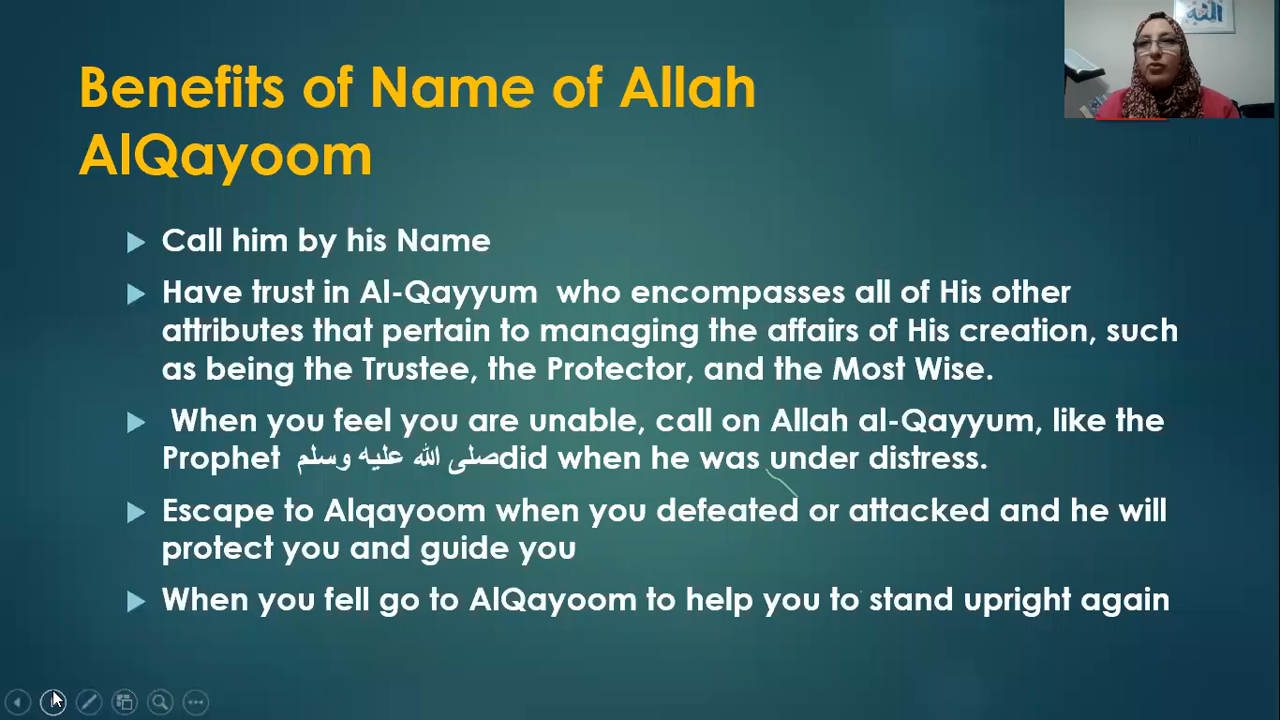 Benefits of Name of Allah
AlQayoom
Call him by his Name
Have trust in Al-Qayyum who encompasses all of His other
attributes that pertain to managing the affairs of His creation, such
as being the Trustee, the Protector, and the Most Wise.
When you feel you are unable, call on Allah al-Qayyum, like the
Prophet صلى الله عليه وسلم did when he was under distress.
Escape to Alqayoom when you defeated or attacked and he will
protect you and guide you
When you fell go to AlQayoom to help you to stand upright again
الله